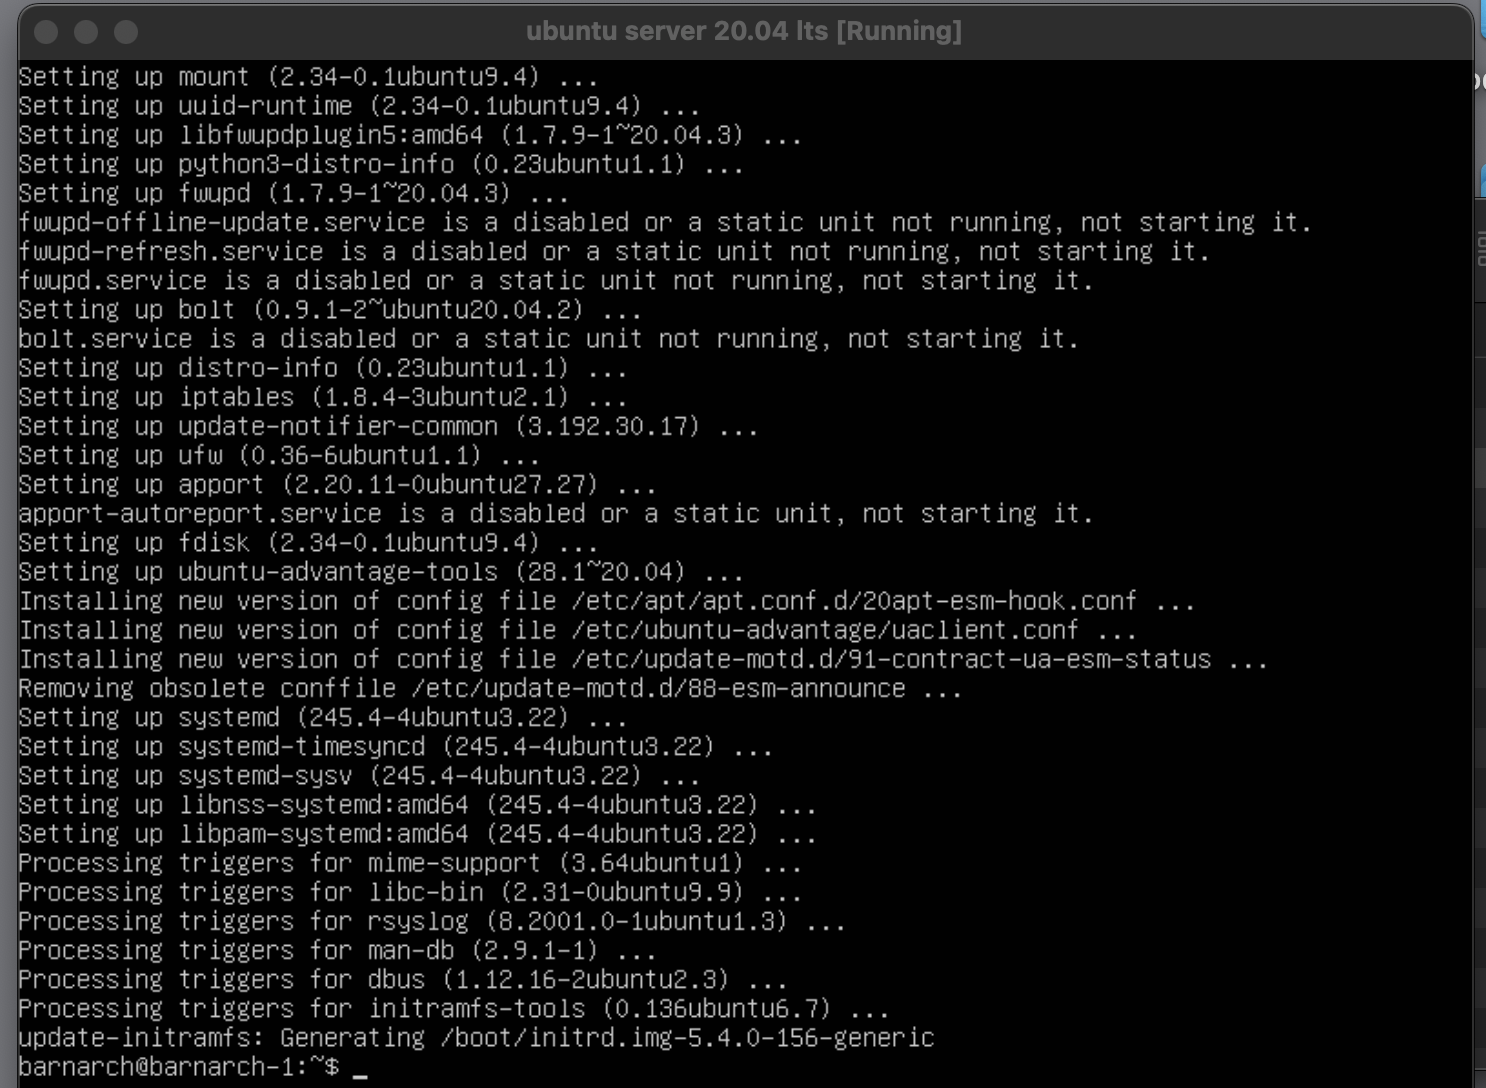 ubuntu server 20.04 lts [Running]
Setting up mount (2.34-0.1ubuntu9.4) ...
Setting up uuid-runtime (2.34-0.1ubuntu9.4) ...
Setting up libfwupdplugin5:amd64 (1.7.9-1~20.04.3) ...
Setting up python3-distro-info (0.23ubuntu1.1) ...
Setting up fwupd (1.7.9-1~20.04.3) ...
fwupd-offline-update.service is a disabled or a static unit not running, not starting it.
fwupd-refresh.service is a disabled or a static unit not running, not starting it.
fwupd.service is a disabled or a static unit not running, not starting it.
Setting up bolt (0.9.1-2~ubuntu20.04.2) ...
bolt.service is a disabled or a static unit not running, not starting it.
Setting up distro-info (0.23ubuntu1.1) ...
Setting up iptables (1.8.4-3ubuntu2.1) ...
Setting up update-notifier-common (3.192.30.17) ...
Setting up ufw (0.36-6ubuntu1.1) ...
Setting up apport (2.20.11-0ubuntu27.27) ...
apport-autoreport.service is a disabled or a static unit, not starting it.
Setting up fdisk (2.34-0.1ubuntu9.4) ...
Setting up ubuntu-advantage-tools (28.1~20.04) ...
Installing new version of config file /etc/apt/apt.conf.d/20apt-esm-hook.conf ...
Installing new version of config file /etc/ubuntu-advantage/uaclient.conf ...
Installing new version of config file /etc/update-motd.d/91-contract-ua-esm-status ...
Removing obsolete conffile /etc/update-motd.d/88-esm-announce ...
Setting up systemd (245.4-4ubuntu3.22) ...
Setting up systemd-timesyncd (245.4-4ubuntu3.22) ...
Setting up systemd-sysv (245.4-4ubuntu3.22) ...
Setting up libnss-systemd:amd64 (245.4-4ubuntu3.22) ...
Setting up libpam-systemd:amd64 (245.4-4ubuntu3.22) ...
Processing triggers for mime-support (3.64ubuntu1) ...
Processing triggers for libc-bin (2.31-0ubuntu9.9) ...
Processing triggers for rsyslog (8.2001.0-1ubuntu1.3) ...
Processing triggers for man-db (2.9.1-1) ...
Processing triggers for dbus (1.12.16-2ubuntu2.3) ...
Processing triggers for initramfs-tools (0.136ubuntu6.7) ...
update-initramfs: Generating /boot/initrd.img-5.4.0-156-generic
barnarch@barnarch-1:~$ _